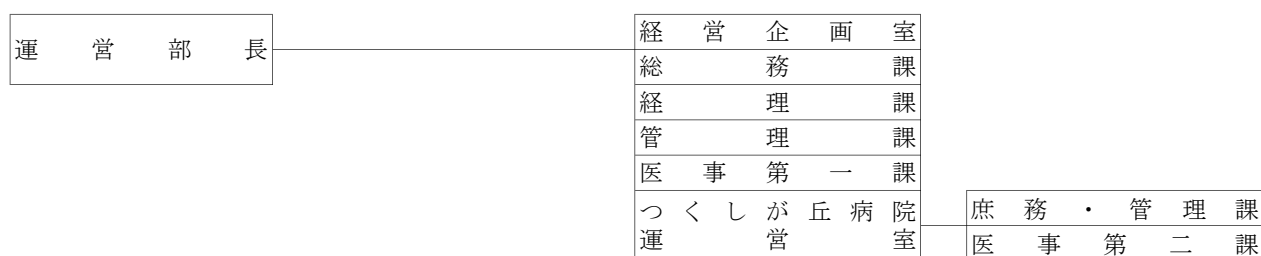 運営部長
経営企画室
総務課
経理課
管理課
医事第一課
つくしが丘病院
運営室
庶務・管理課
医事第二課